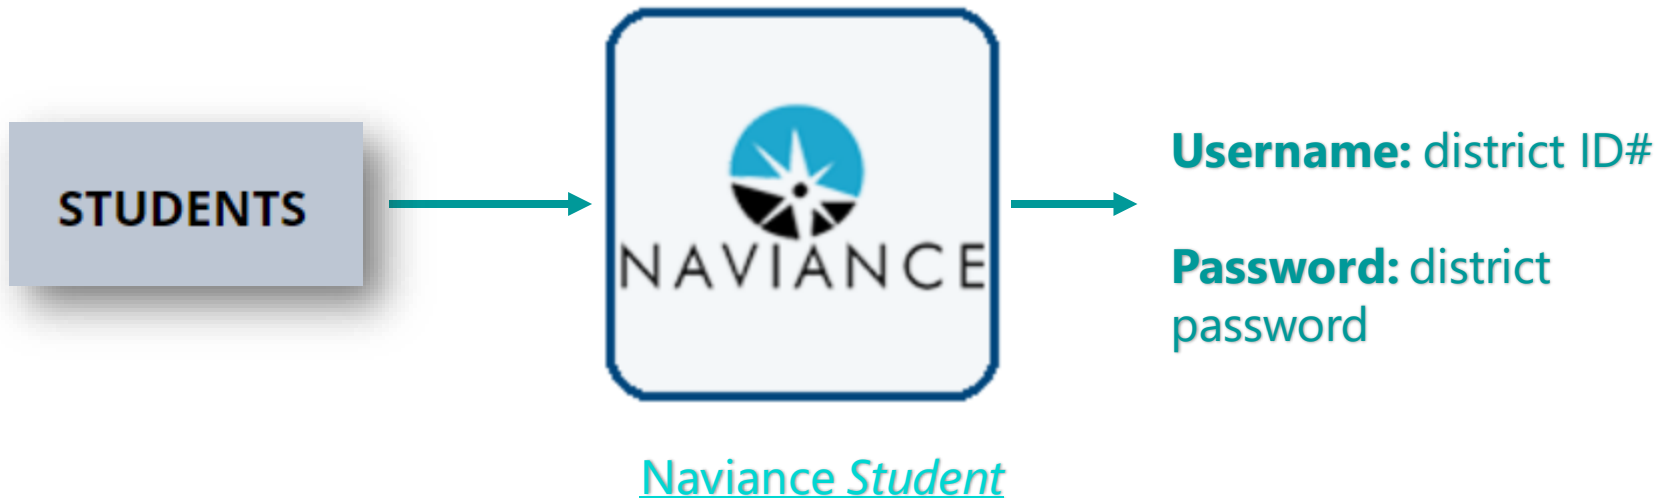 STUDENTS
NAVIANCE
Username: district ID#
Password: district
password
Naviance Student